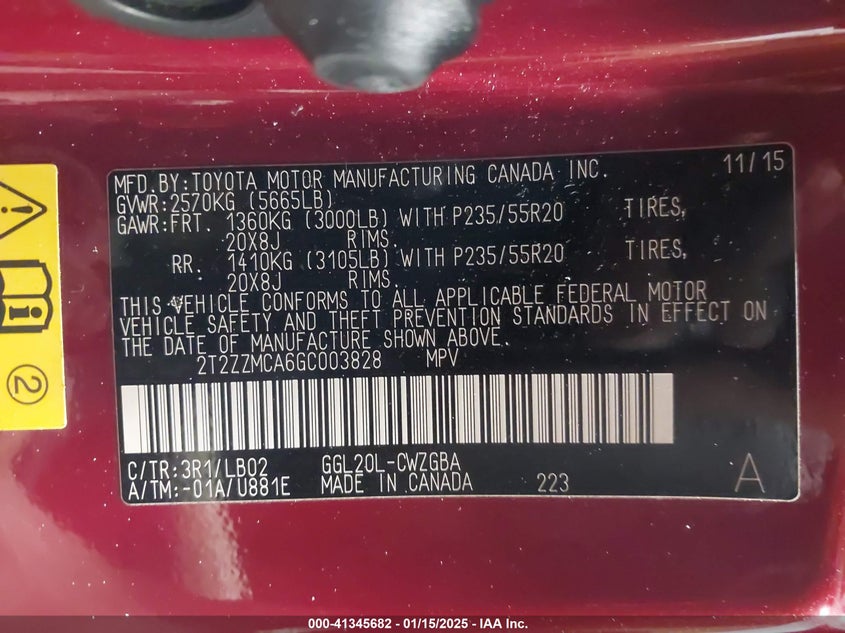 MFD.BY:TOYOTA MOTOR MANUFACTURING CANADA INC. 11/15
GVWR:2570KG (5665LB)
GAWR:FRT. 1360KG (3000LB) WITH P235/55R20 TIRES,
20X8J RIMS.
RR. 1410KG (3105LB) WITH P235/55R20 TIRES,
20X8J RIMS.
THIS VEHICLE CONFORMS TO ALL APPLICABLE FEDERAL MOTOR
VEHICLE SAFETY AND THEFT PREVENTION STANDARDS IN EFFECT ON
THE DATE OF MANUFACTURE SHOWN ABOVE.
2T2ZZMCA6GC003828 MPV
C/TR:3R1/LB02 GGL20L-CWZGBA
A/TM:-01A/U881E MADE IN CANADA 223 A
2
000-41345682 - 01/15/2025 - IAA Inc.